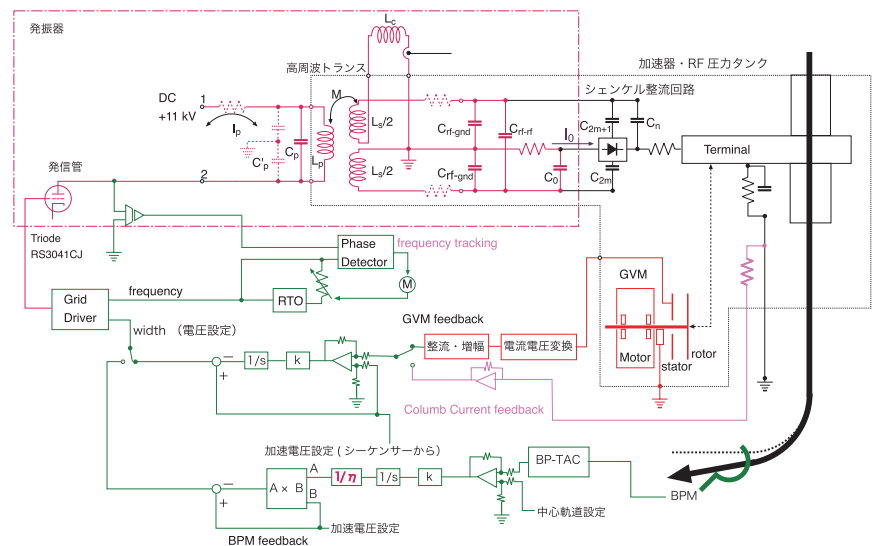 発振器
Lc
高周波トランス
加速器・RF 圧力タンク
DC
+11 kV
1
Ip
M
Ls/2
シェンケル整流回路
Crf-gnd
Crf-rf
I0
C2m+1
Cn
C'p
Cp
Lp
Terminal
発信管
2
Ls/2
Crf-gnd
C0
C2m
Triode
RS3041CJ
Phase
Detector
frequency tracking
M
GVM
Grid
Driver
frequency
RTO
width （電圧設定）
GVM feedback
整流・増幅
電流電圧変換
Motor
rotor
stator
−
+
1/s
k
Columb Current feedback
加速電圧設定 ( シーケンサーから)
−
+
A × B
A
B
1/η
1/s
k
BP-TAC
BPM
中心軌道設定
加速電圧設定
BPM feedback